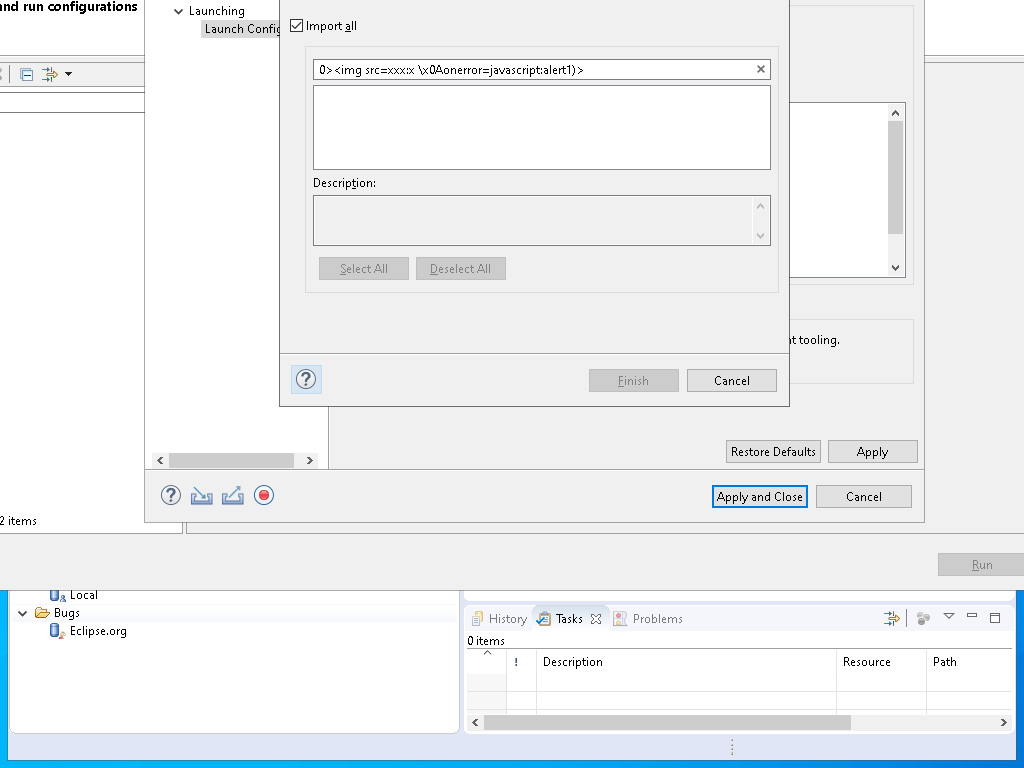 and run configurations
Launching
Launch Config
Import all
0><img src=xxx:x \x0Aonerror=javascript:alert1)>
Description:
Select All
Deselect All
nt tooling.
Finish
Cancel
Restore Defaults
Apply
Apply and Close
Cancel
2 items
Run
Local
Bugs
Eclipse.org
History
Tasks
Problems
0 items
!
Description
Resource
Path